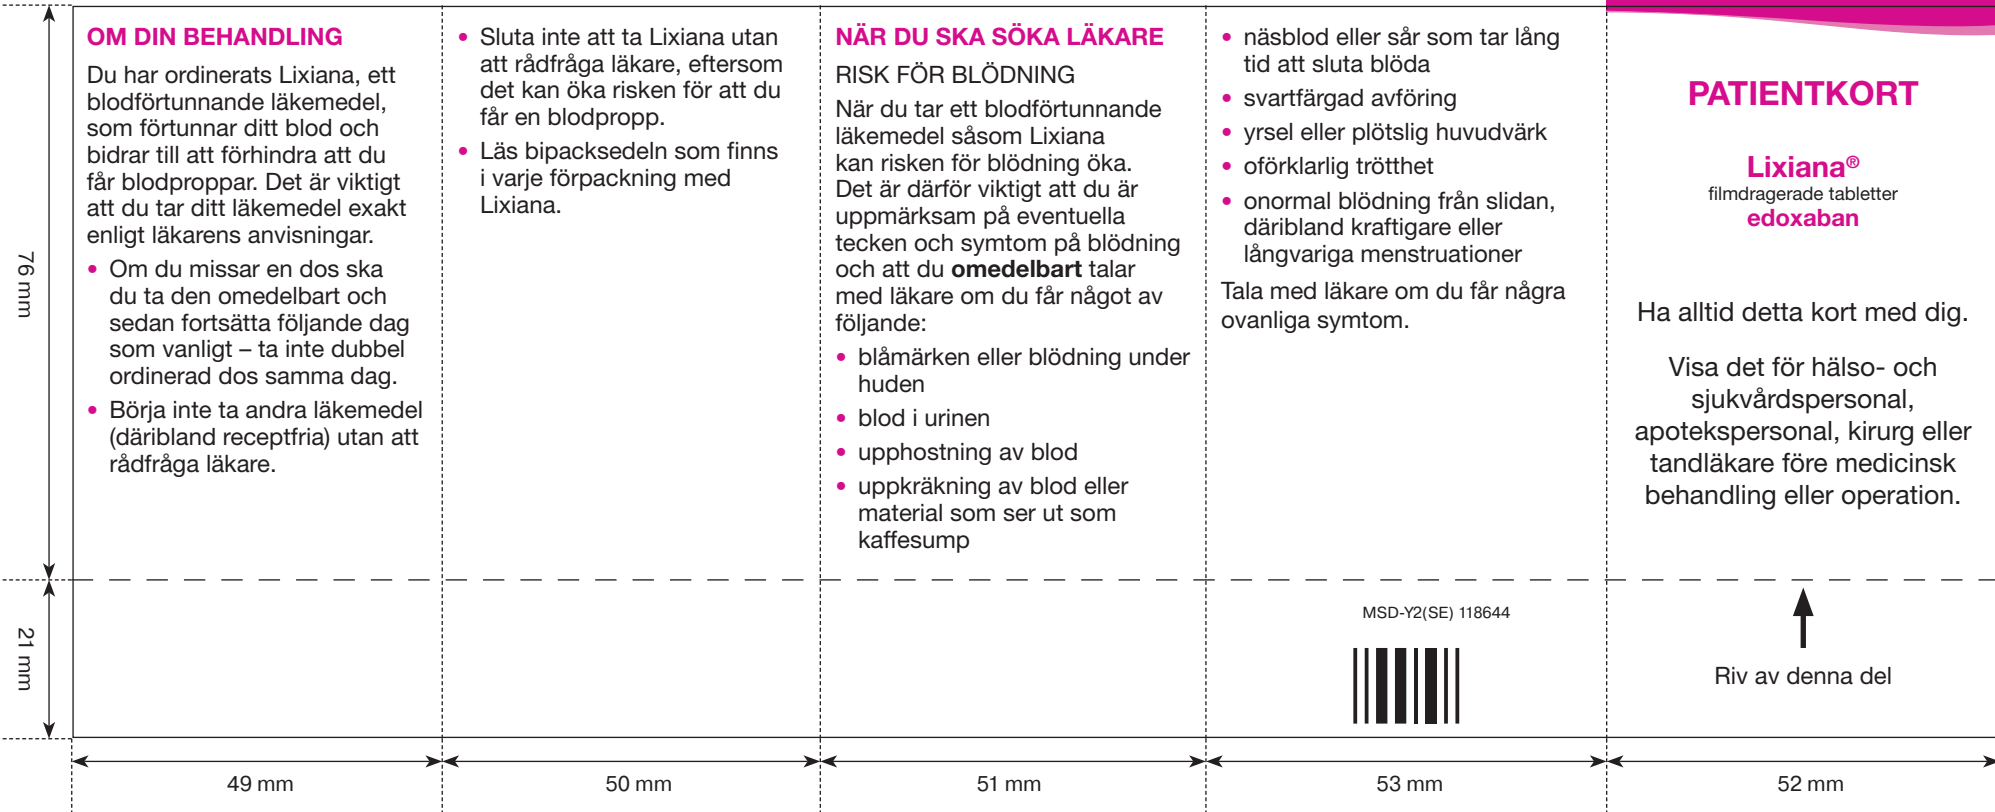 OM DIN BEHANDLING
Du har ordinerats Lixiana, ett
blodförtunnande läkemedel,
som förtunnar ditt blod och
bidrar till att förhindra att du
får blodproppar. Det är viktigt
att du tar ditt läkemedel exakt
enligt läkarens anvisningar.
• Om du missar en dos ska
du ta den omedelbart och
sedan fortsätta följande dag
som vanligt – ta inte dubbel
ordinerad dos samma dag.
• Börja inte ta andra läkemedel
(däribland receptfria) utan att
rådfråga läkare.
• Sluta inte att ta Lixiana utan
att rådfråga läkare, eftersom
det kan öka risken för att du
får en blodpropp.
• Läs bipacksedeln som finns
i varje förpackning med
Lixiana.
NÄR DU SKA SÖKA LÄKARE
RISK FÖR BLÖDNING
När du tar ett blodförtunnande
läkemedel såsom Lixiana
kan risken för blödning öka.
Det är därför viktigt att du är
uppmärksam på eventuella
tecken och symtom på blödning
och att du omedelbart talar
med läkare om du får något av
följande:
• blåmärken eller blödning under
huden
• blod i urinen
• upphostning av blod
• uppkräkning av blod eller
material som ser ut som
kaffesump
• näsblod eller sår som tar lång
tid att sluta blöda
• svartfärgad avföring
• yrsel eller plötslig huvudvärk
• oförklarlig trötthet
• onormal blödning från slidan,
däribland kraftigare eller
långvariga menstruationer
Tala med läkare om du får några
ovanliga symtom.
PATIENTKORT
Lixiana®
filmdragerade tabletter
edoxaban
Ha alltid detta kort med dig.
Visa det för hälso- och
sjukvårdspersonal,
apotekspersonal, kirurg eller
tandläkare före medicinsk
behandling eller operation.
76 mm
21 mm
MSD-Y2(SE) 118644
Riv av denna del
49 mm
50 mm
51 mm
53 mm
52 mm